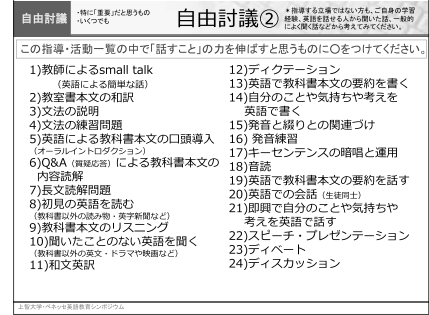 自由討議
・特に「重要」だと思うもの
・いくつでも
自由討議②
＊指導する立場ではない方も、ご自身の学習
経験、英語を話せる人から聞いた話、一般的
によく聞く話などから考えてみてください。
この指導・活動一覧の中で「話すこと」の力を伸ばすと思うものに〇をつけてください。
1)教師によるsmall talk
(英語による簡単な話)
2)教室書本文の和訳
3)文法の説明
4)文法の練習問題
5)英語による教科書本文の口頭導入
(オーラルイントロダクション)
6)Q&A (質疑応答) による教科書本文の
内容読解
7)長文読解問題
8)初見の英語を読む
(教科書以外の読み物・英字新聞など)
9)教科書本文のリスニング
10)聞いたことのない英語を聞く
(教科書以外の英文・ドラマや映画など)
11)和文英訳
12)ディクテーション
13)英語で教科書本文の要約を書く
14)自分のことや気持ちや考えを
英語で書く
15)発音と綴りとの関連づけ
16) 発音練習
17)キーセンテンスの暗唱と運用
18)音読
19)英語で教科書本文の要約を話す
20)英語での会話 (生徒同士)
21)即興で自分のことや気持ちや
考えを英語で話す
22)スピーチ・プレゼンテーション
23)ディベート
24)ディスカッション
上智大学・ベネッセ英語教育シンポジウム